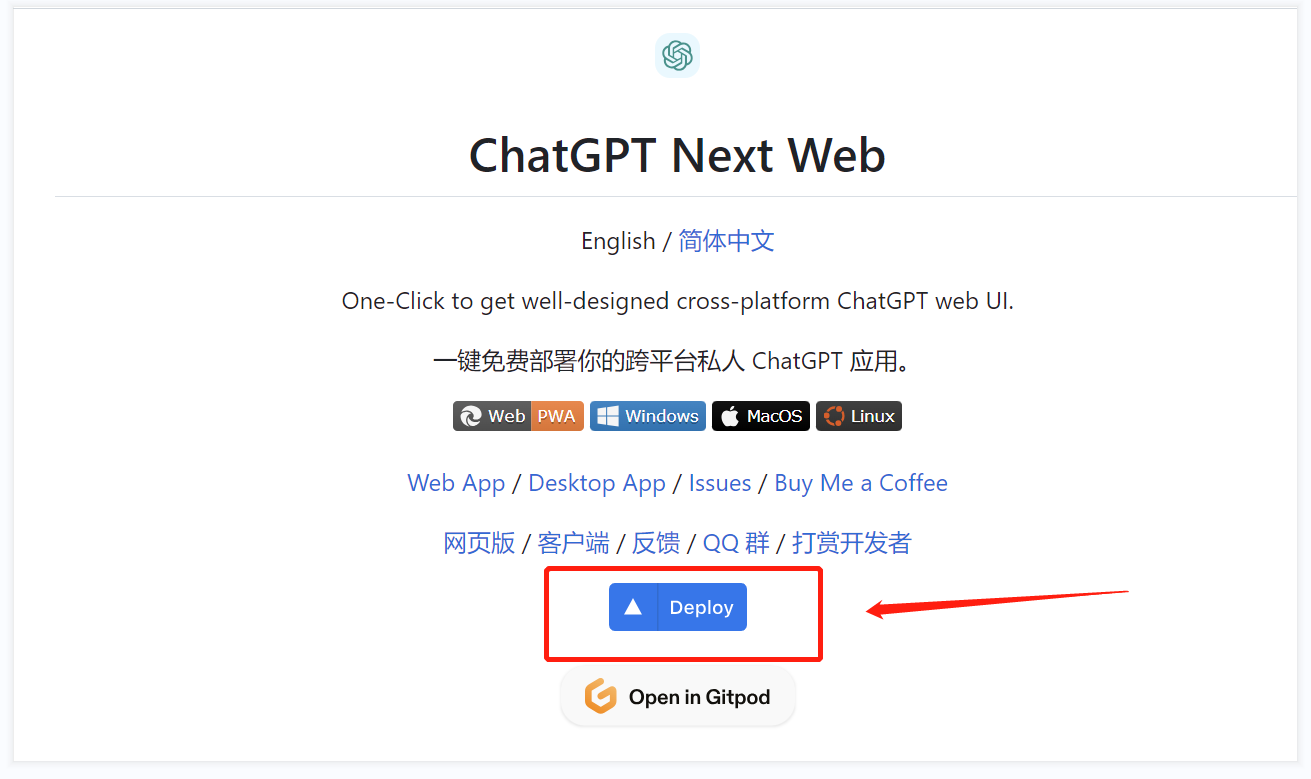 ChatGPT Next Web
English / 简体中文
One-Click to get well-designed cross-platform ChatGPT web UI.
一键免费部署你的跨平台私人 ChatGPT 应用。
Web PWA Windows MacOS Linux
Web App / Desktop App / Issues / Buy Me a Coffee
网页版 / 客户端 / 反馈 / QQ 群 / 打赏开发者
Deploy
Open in Gitpod